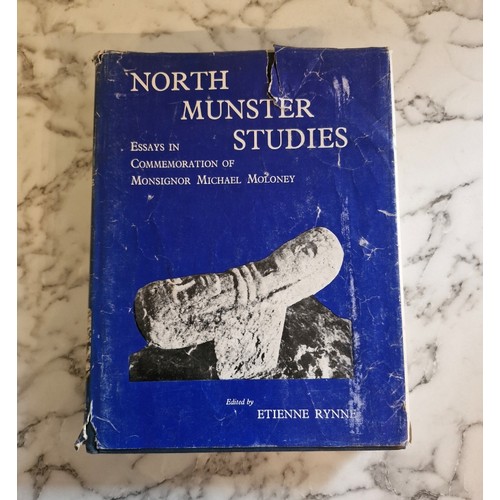 NORTH
MUNSTER
STUDIES
ESSAYS IN
COMMEMORATION OF
MONSIGNOR MICHAEL MOLONEY
Edited by
ETIENNE RYNNE